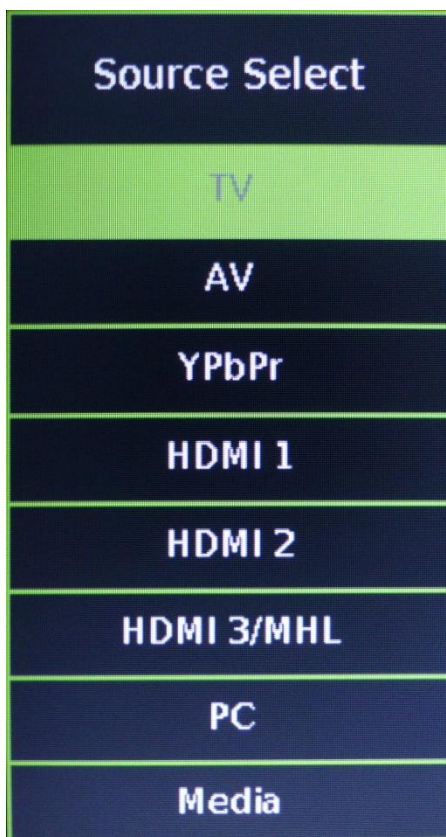 Source Select
TV
AV
YPbPr
HDMI 1
HDMI 2
HDMI 3/MHL
PC
Media